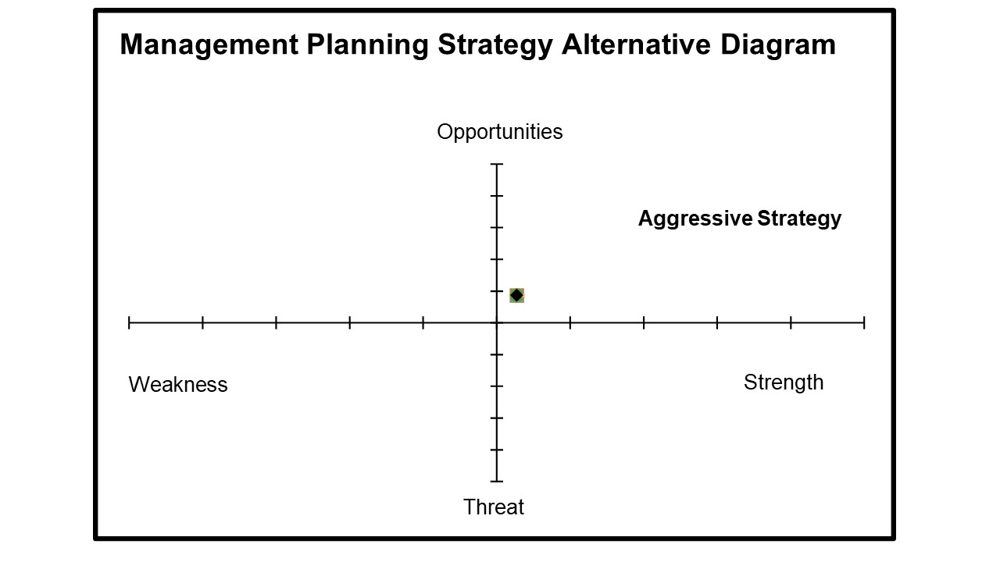 Management Planning Strategy Alternative Diagram
Opportunities
Aggressive Strategy
Weakness
Strength
Threat